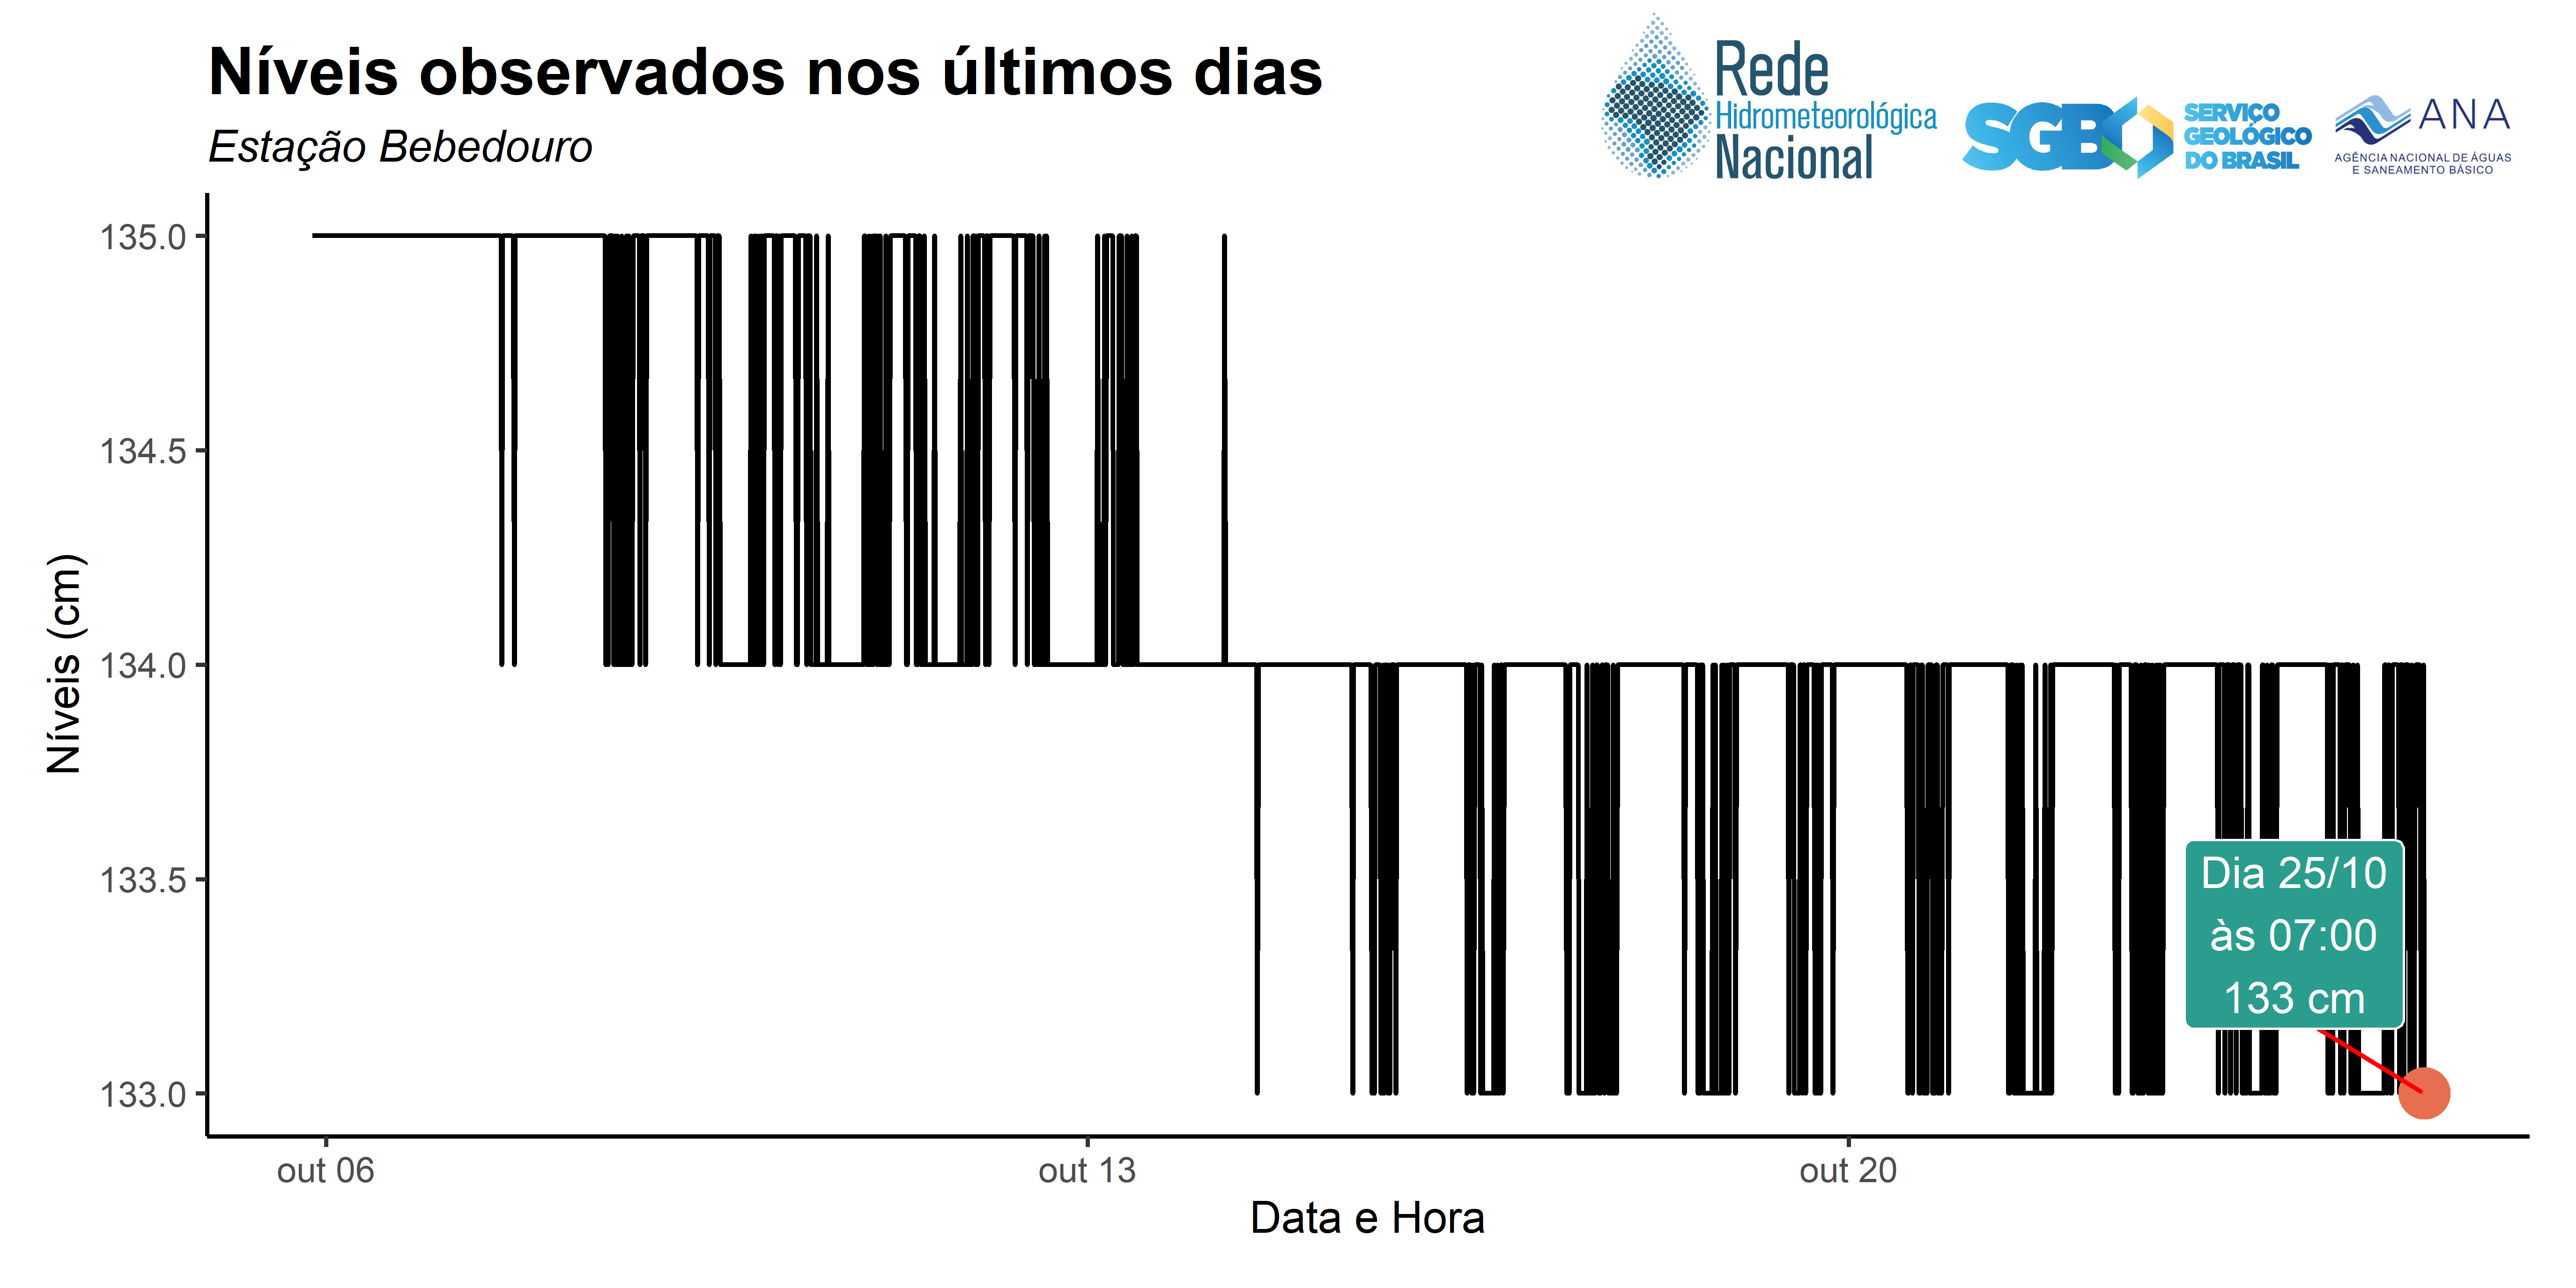 Níveis observados nos últimos dias
Estação Bebedouro
Rede
Hidrometeorológica
Nacional
SGB
SERVIÇO
GEOLÓGICO
DO BRASIL
ANA
AGÊNCIA NACIONAL DE ÁGUAS
E SANEAMENTO BÁSICO
Níveis (cm)
135.0
134.5
134.0
133.5
133.0
Dia 25/10
às 07:00
133 cm
out 06
out 13
out 20
Data e Hora